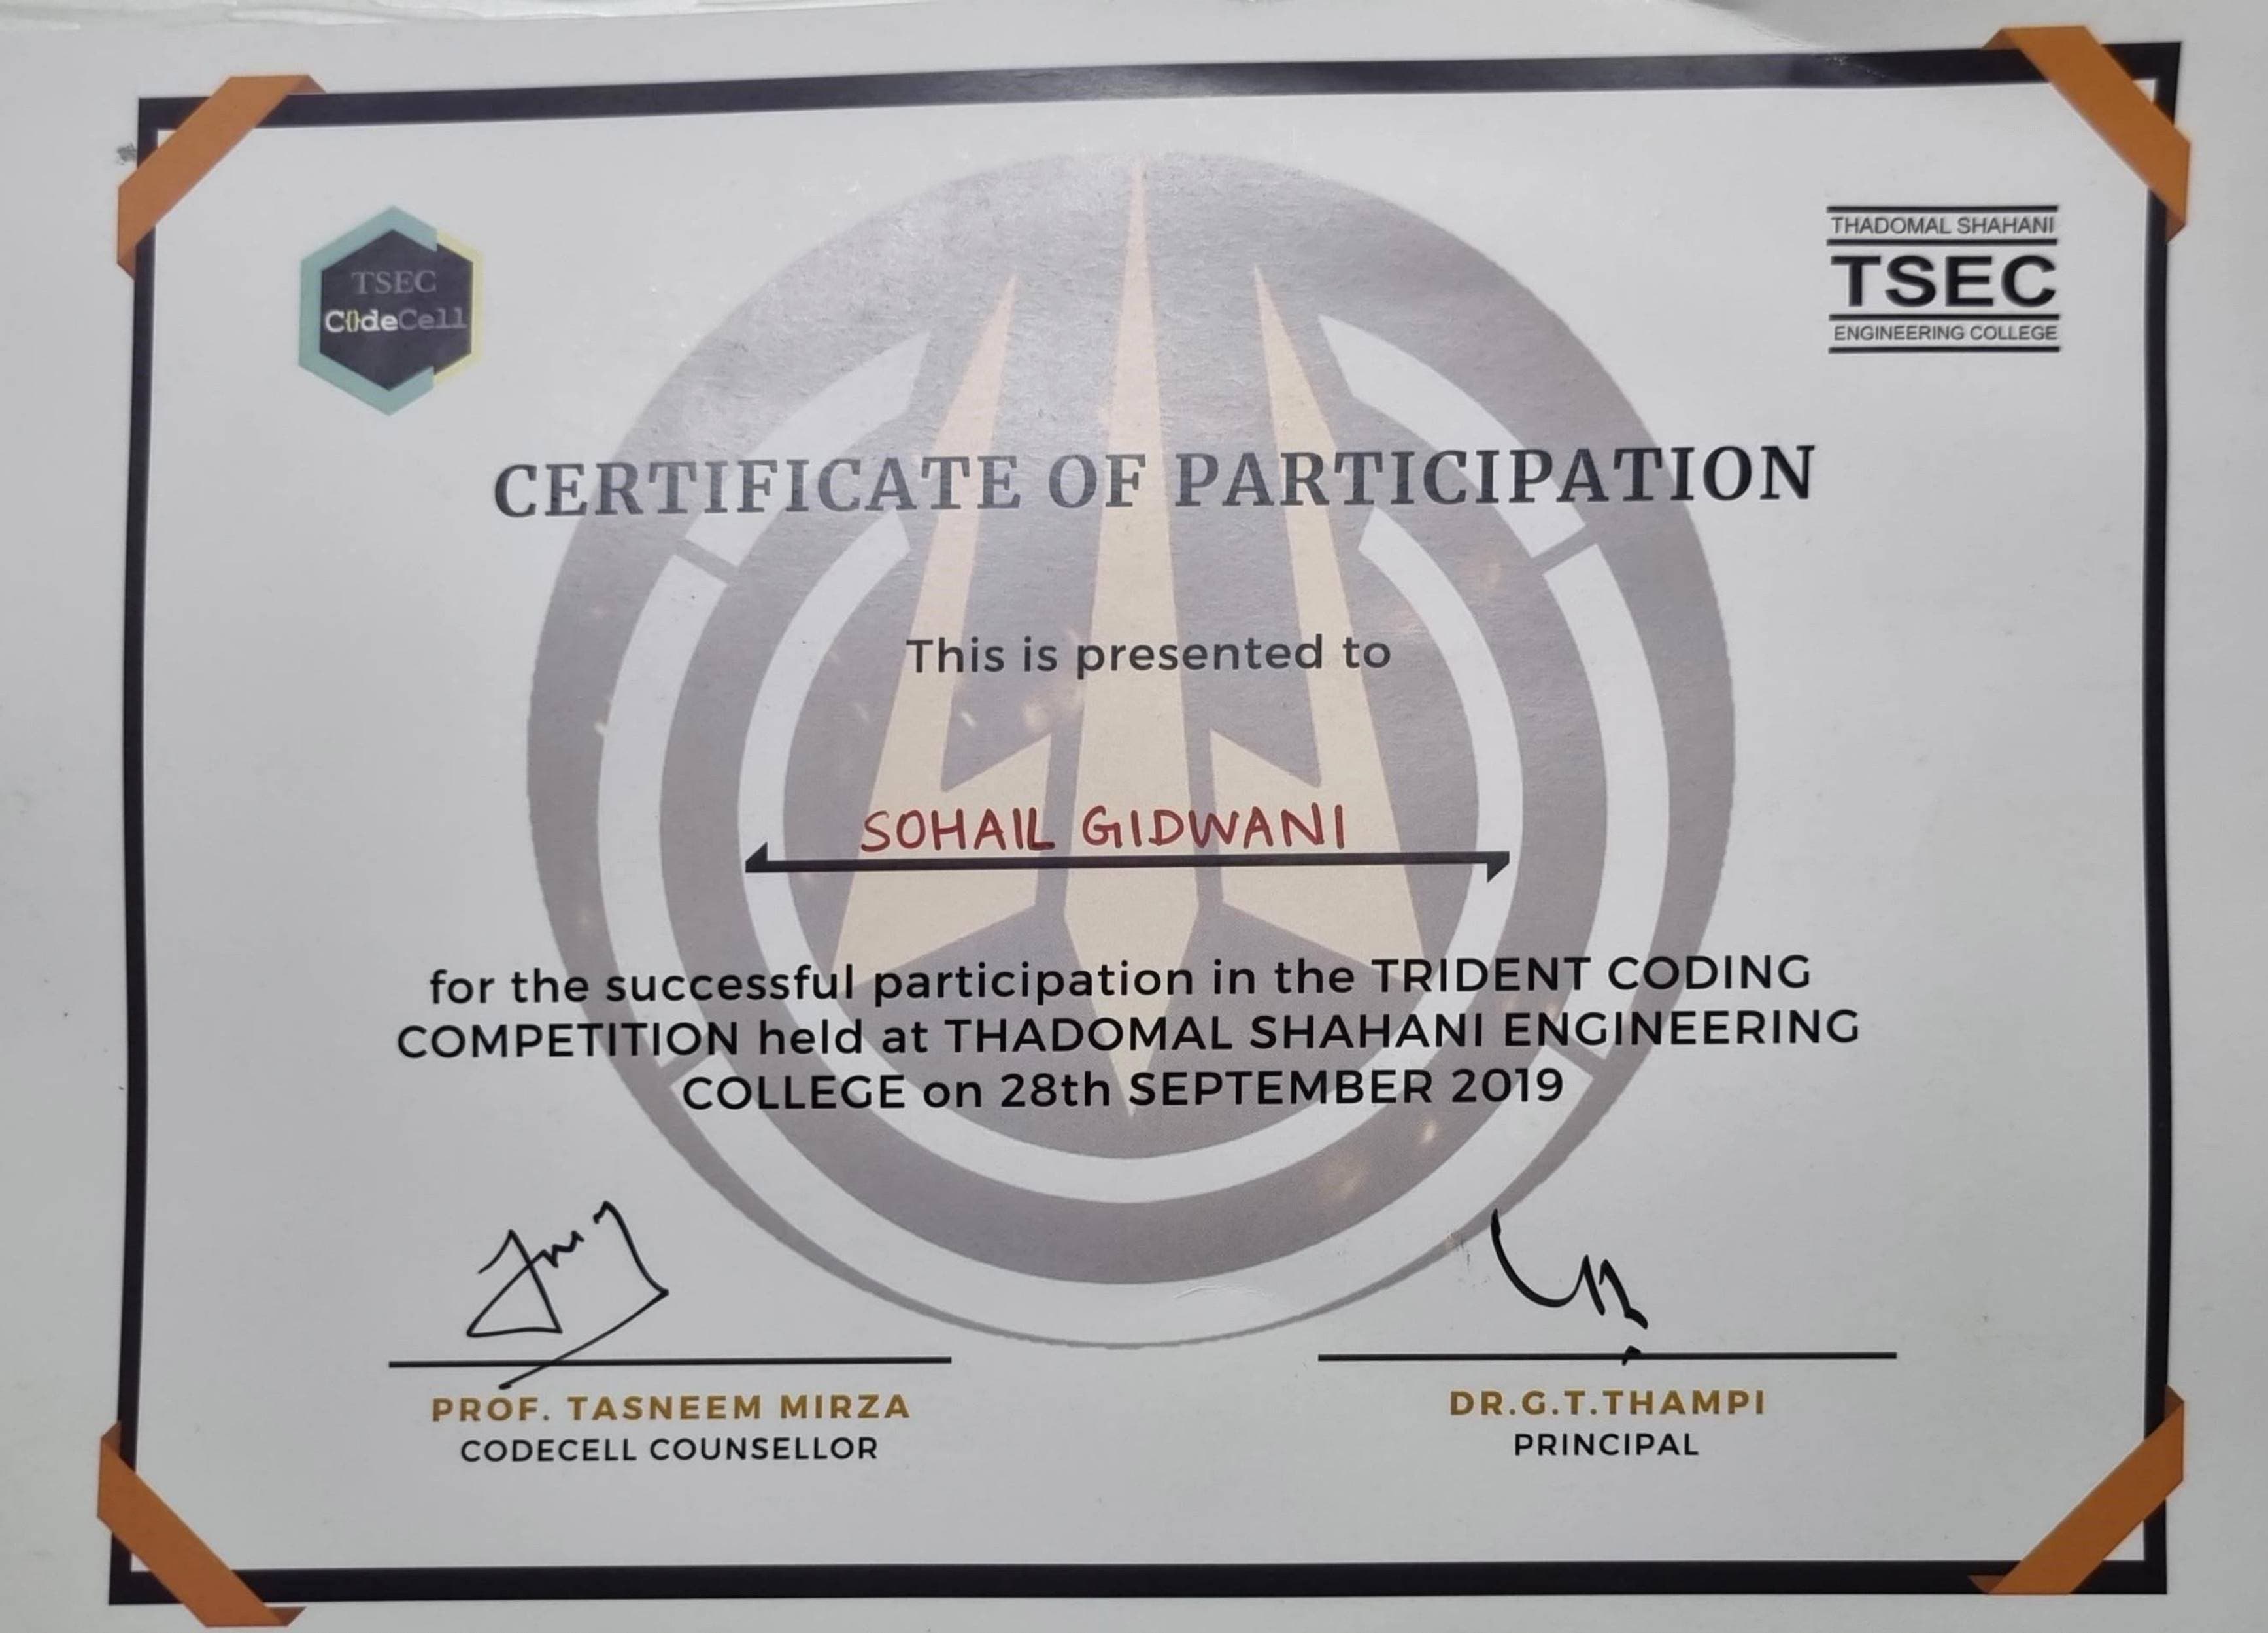 TSEC
CodeCell
THADOMAL SHAHANI
TSEC
ENGINEERING COLLEGE
CERTIFICATE OF PARTICIPATION
This is presented to
SOHAIL GIDWANI
for the successful participation in the TRIDENT CODING
COMPETITION held at THADOMAL SHAHANI ENGINEERING
COLLEGE on 28th SEPTEMBER 2019
PROF. TASNEEM MIRZA
CODECELL COUNSELLOR
DR.G.T.THAMPI
PRINCIPAL